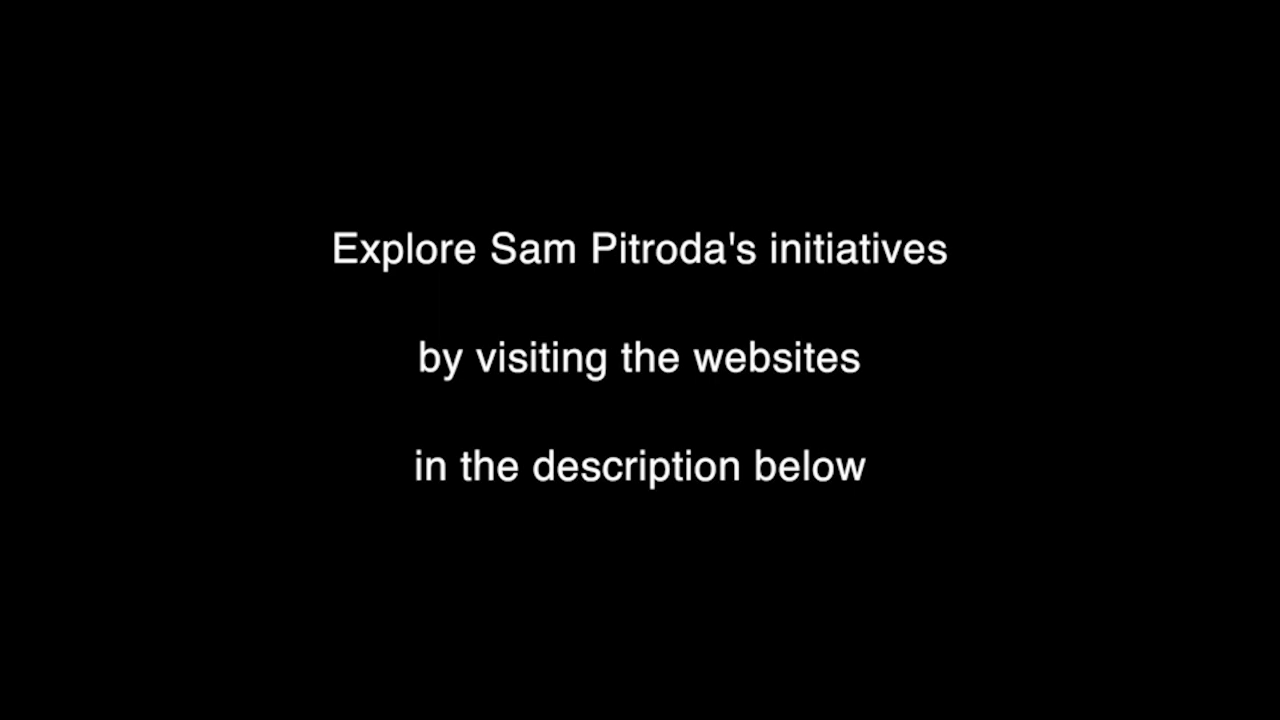 Explore Sam Pitroda's initiatives
by visiting the websites
in the description below